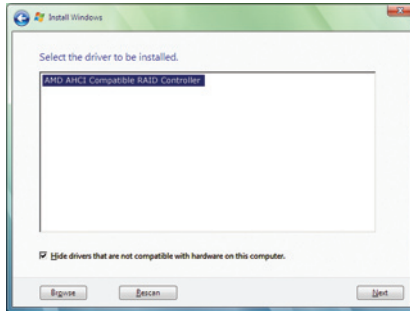 Install Windows
Select the driver to be installed.
AMD AHCI Compatible RAID Controller
Hide drivers that are not compatible with hardware on this computer.
Browse
Rescan
Next